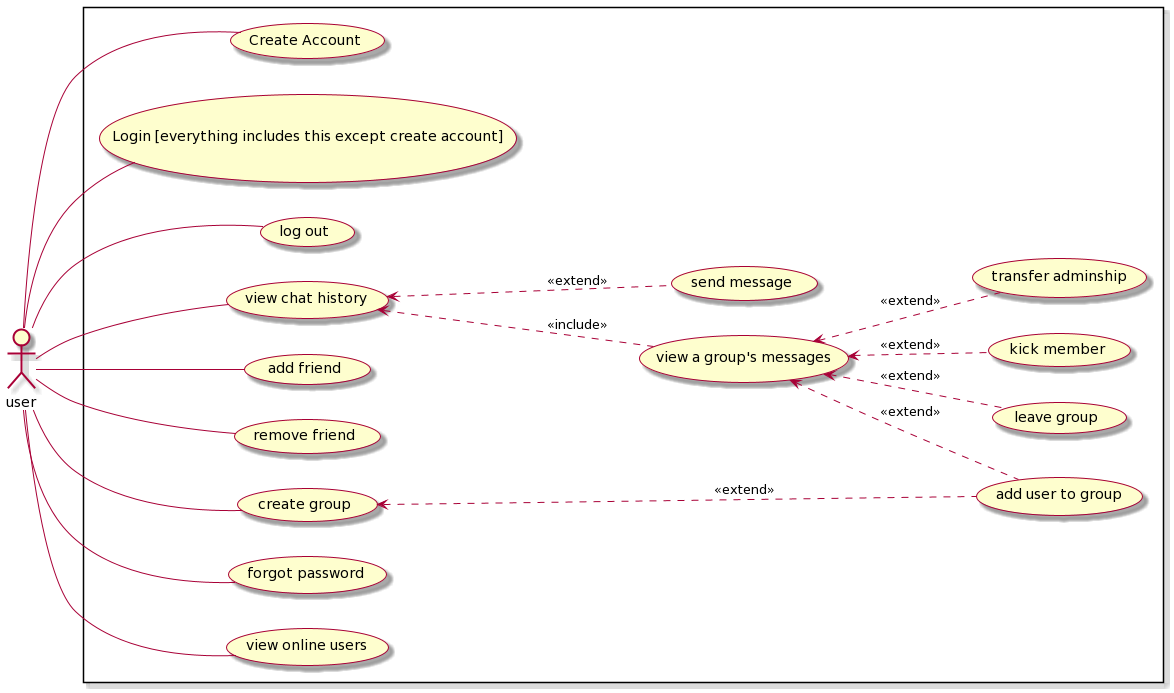 Create Account
Login [everything includes this except create account]
log out
view chat history
«extend»
send message
«include»
view a group's messages
«extend»
transfer adminship
«extend»
kick member
«extend»
leave group
«extend»
add user to group
add friend
remove friend
create group
«extend»
forgot password
view online users
user